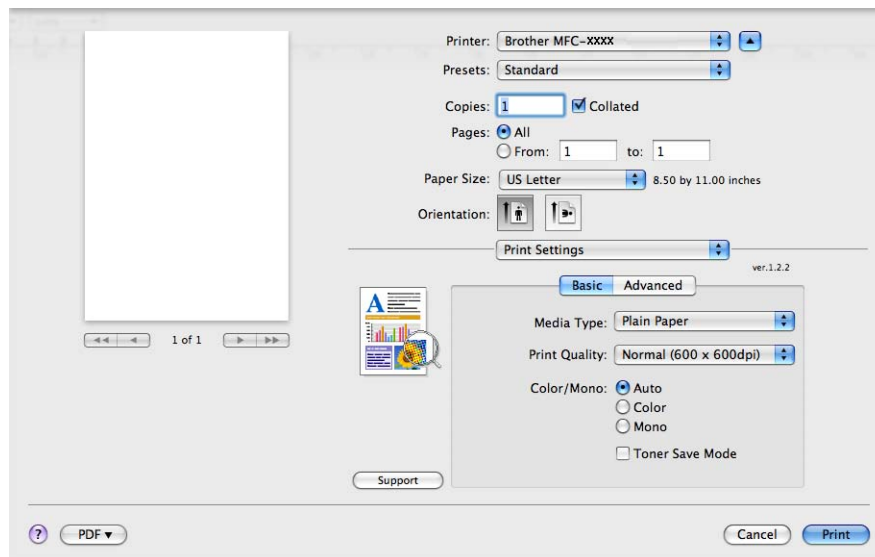 Printer: Brother MFC-XXXX
Presets: Standard
Copies: 1 Collated
Pages: All
From: 1 to: 1
Paper Size: US Letter 8.50 by 11.00 inches
Orientation:
Print Settings
ver.1.2.2
Basic Advanced
Media Type: Plain Paper
Print Quality: Normal (600 x 600dpi)
Color/Mono: Auto
Color
Mono
Toner Save Mode
A
1 of 1
Support
? PDF Cancel Print